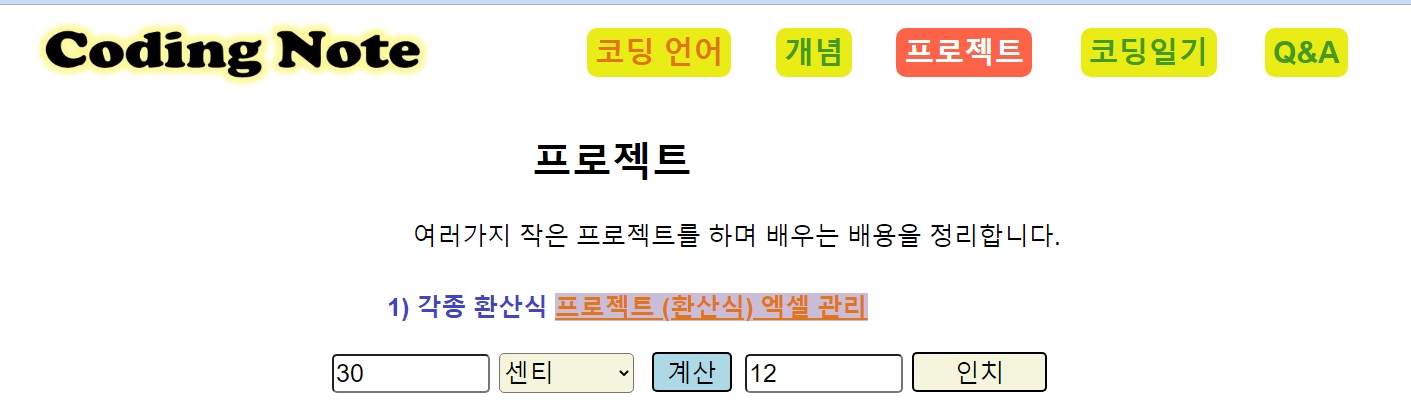 Coding Note 코딩 언어 개념 프로젝트 코딩일기 Q&A
프로젝트
여러가지 작은 프로젝트를 하며 배우는 배용을 정리합니다.
1) 각종 환산식 프로젝트 (환산식) 엑셀 관리
30 센티 계산 12 인치